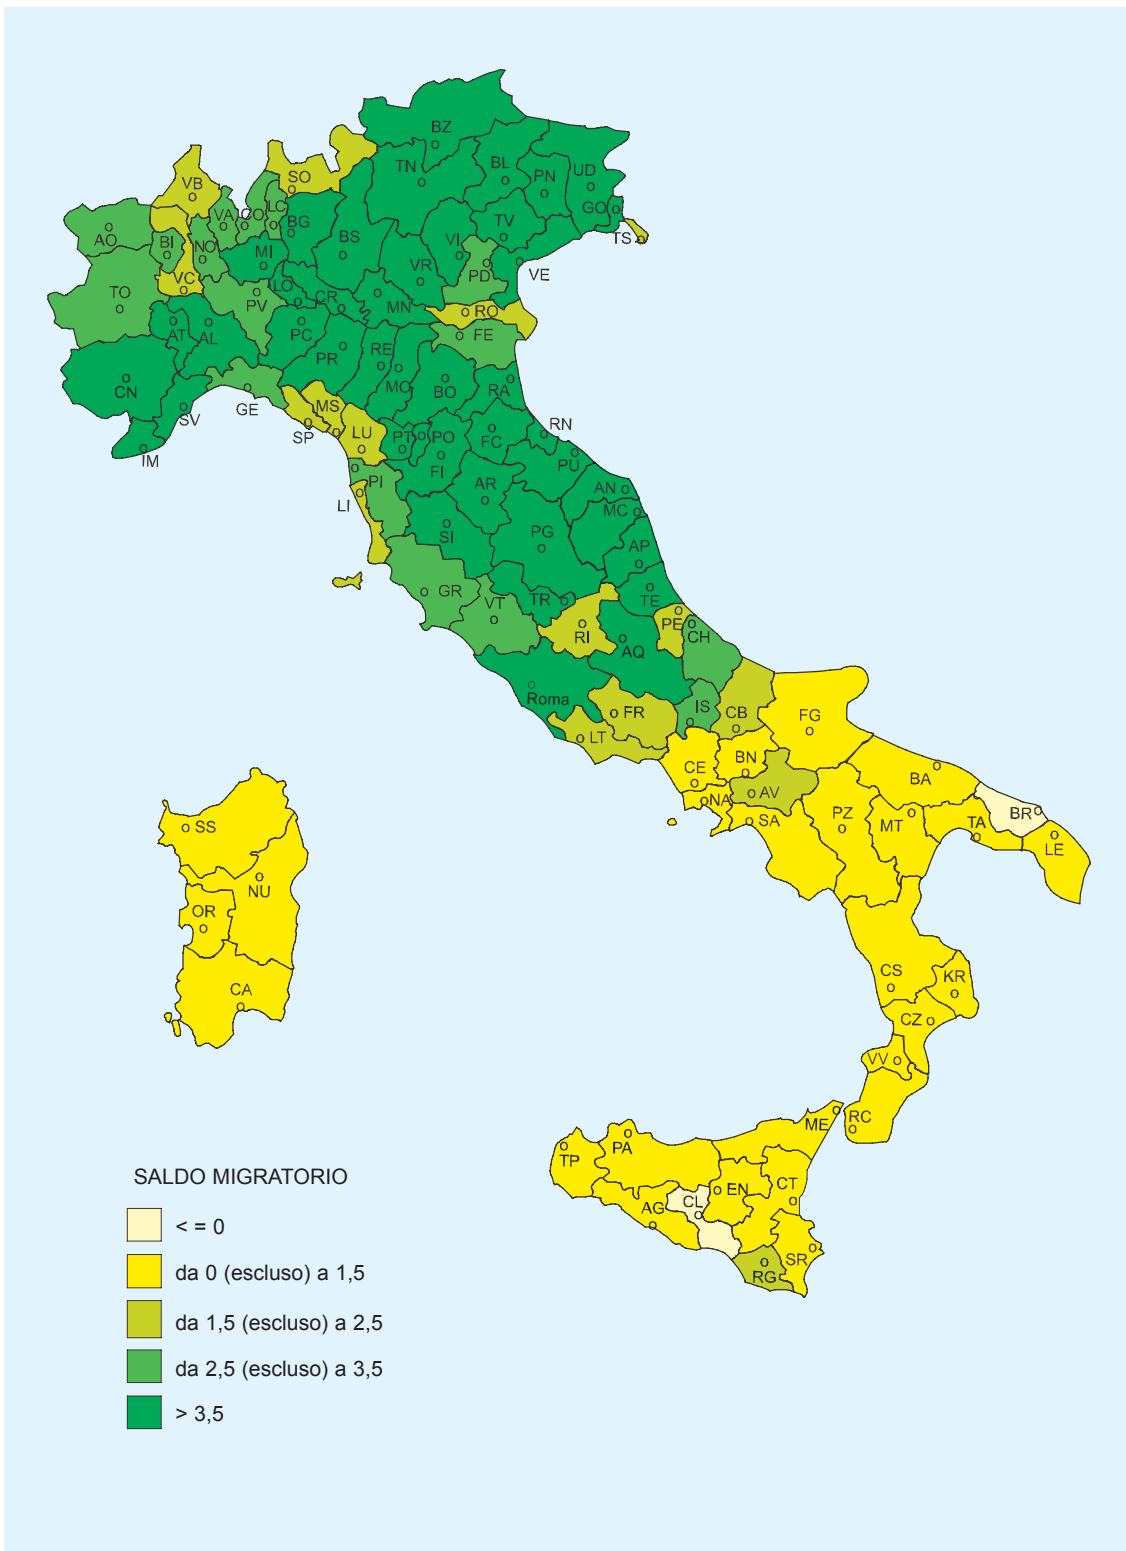 BZ
TN
BL
PN
UD
GO
TS
VB
SO
AO
BI
NO
VA
CO
LC
BG
BS
VI
TV
VE
MI
VR
PD
TO
VC
PV
LO
CR
MN
RO
FE
AT
AL
PC
PR
RE
MO
BO
RA
CN
SV
GE
IM
SP
MS
LU
PT
PO
FI
FC
RN
PU
PI
LI
AR
AN
MC
SI
PG
AP
GR
VT
TR
TE
RI
PE
CH
AQ
Roma
FR
LT
IS
CB
FG
CE
BN
NA
AV
SA
BA
PZ
MT
TA
BR
LE
SS
NU
OR
CA
CS
KR
CZ
VV
RC
ME
TP
PA
AG
CL
EN
CT
SR
RG
SALDO MIGRATORIO
< = 0
da 0 (escluso) a 1,5
da 1,5 (escluso) a 2,5
da 2,5 (escluso) a 3,5
> 3,5